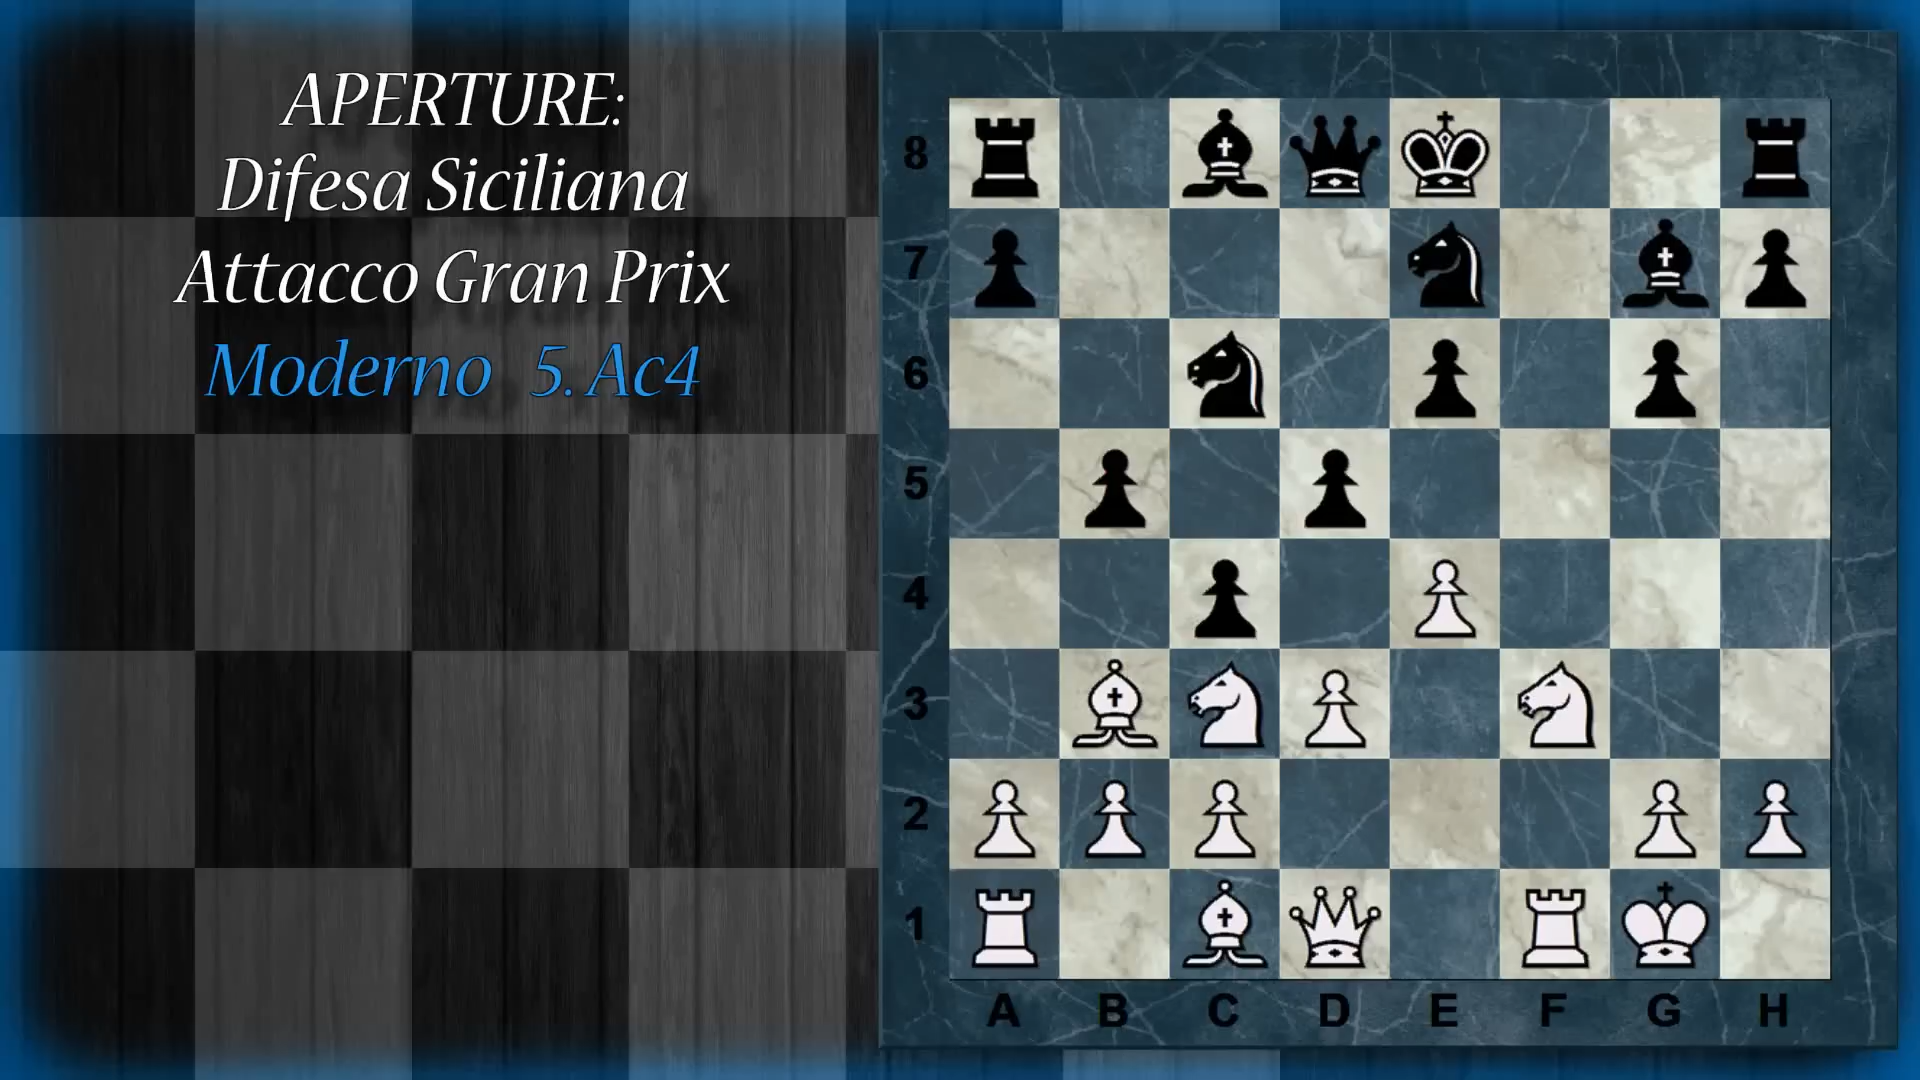 APERTURE:
Difesa Siciliana
Attacco Gran Prix
Moderno 5. Ac4
8
7
6
5
4
3
2
1
A B C D E F G H